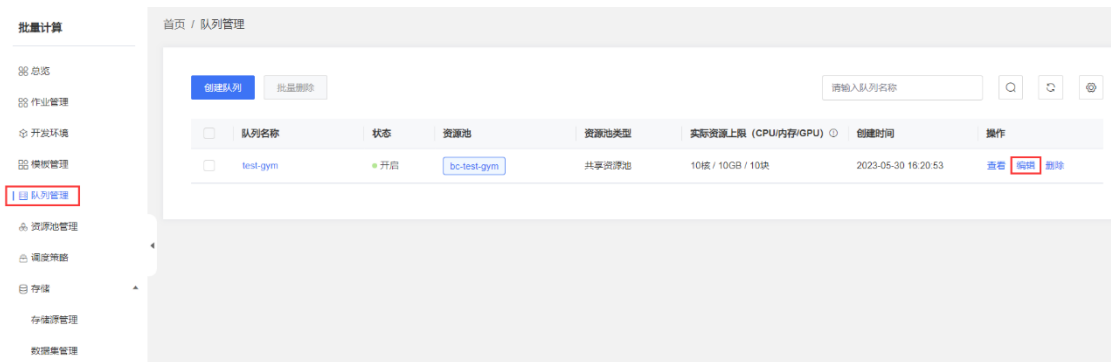 批量计算
首页 / 队列管理
总览
作业管理
开发环境
模板管理
队列管理
资源池管理
调度策略
存储
存储源管理
数据集管理
创建队列 批量删除 请输入队列名称
队列名称 状态 资源池 资源池类型 实际资源上限（CPU/内存/GPU） 创建时间 操作
test-gym 开启 bc-test-gym 共享资源池 10核 / 10GB / 10块 2023-05-30 16:20:53 查看 编辑 删除